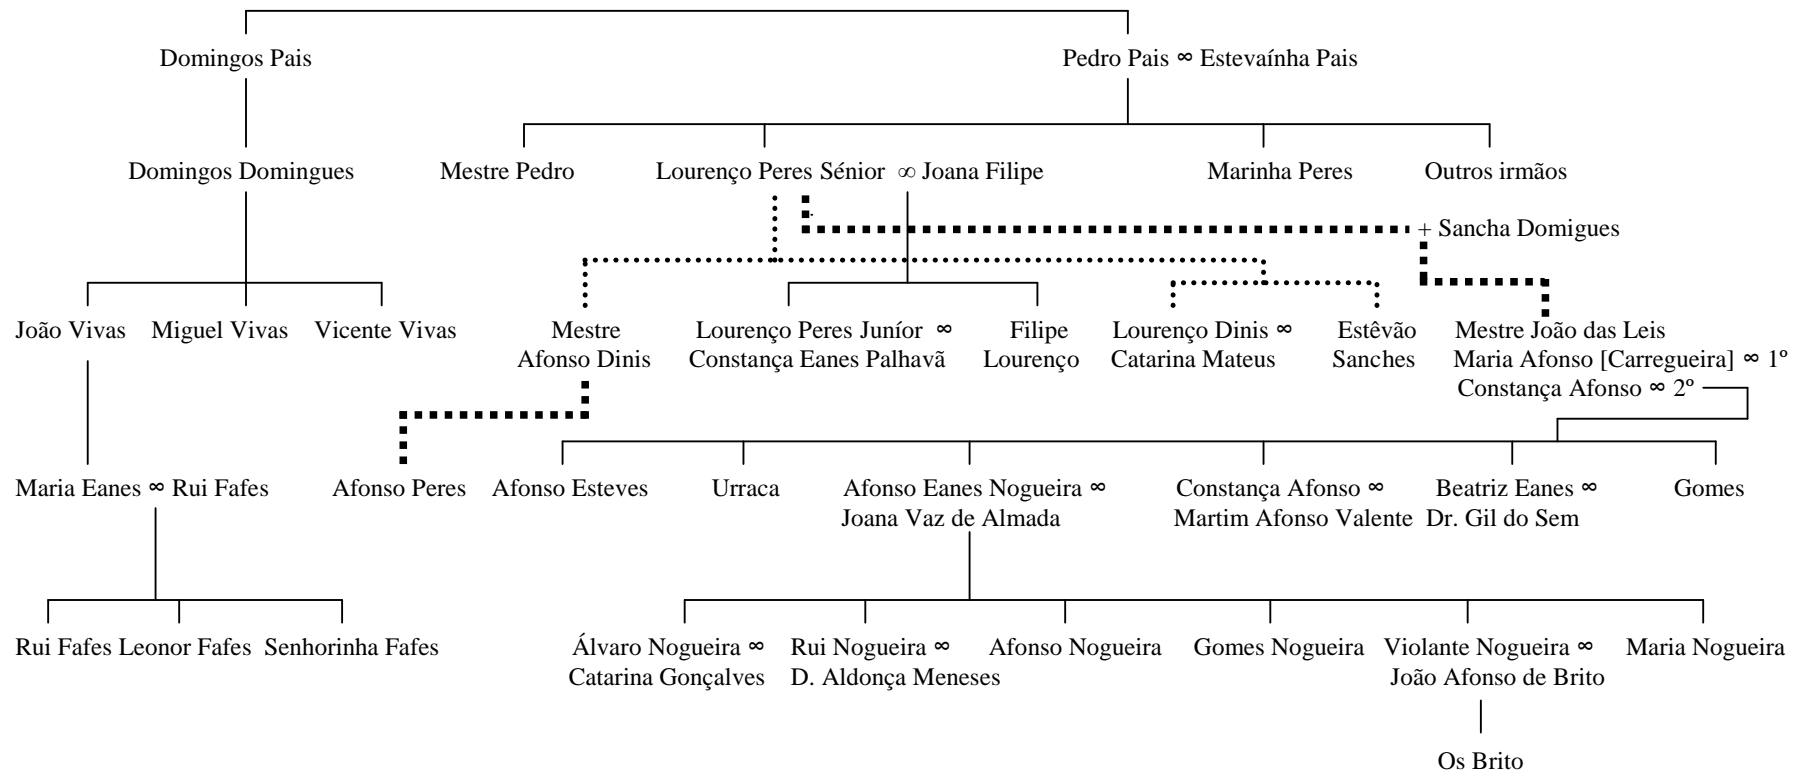 Domingos Pais
Pedro Pais ∞ Estevaínha Pais
Domingos Domingues
Mestre Pedro
Lourenço Peres Sénior ∞ Joana Filipe
Marinha Peres
Outros irmãos
+ Sancha Domigues
João Vivas
Miguel Vivas
Vicente Vivas
Mestre
Afonso Dinis
Lourenço Peres Juníor ∞
Constança Eanes Palhavã
Filipe
Lourenço
Lourenço Dinis ∞
Catarina Mateus
Estêvão
Sanches
Mestre João das Leis
Maria Afonso [Carregueira] ∞ 1º
Constança Afonso ∞ 2º
Maria Eanes ∞ Rui Fafes
Afonso Peres
Afonso Esteves
Urraca
Afonso Eanes Nogueira ∞
Joana Vaz de Almada
Constança Afonso ∞
Martim Afonso Valente
Beatriz Eanes ∞
Dr. Gil do Sem
Gomes
Rui Fafes
Leonor Fafes
Senhorinha Fafes
Álvaro Nogueira ∞
Catarina Gonçalves
Rui Nogueira ∞
D. Aldonça Meneses
Afonso Nogueira
Gomes Nogueira
Violante Nogueira ∞
João Afonso de Brito
Maria Nogueira
Os Brito